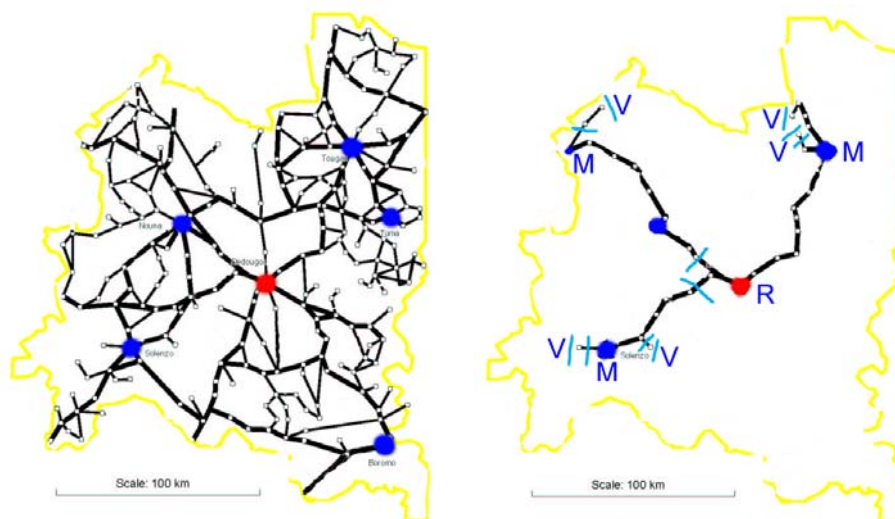 Tougan
Toma
Nouna
Dedougou
Solenzo
Boromo
Scale: 100 km
V
M
V
V
M
R
V
M
Solenzo
V
Scale: 100 km